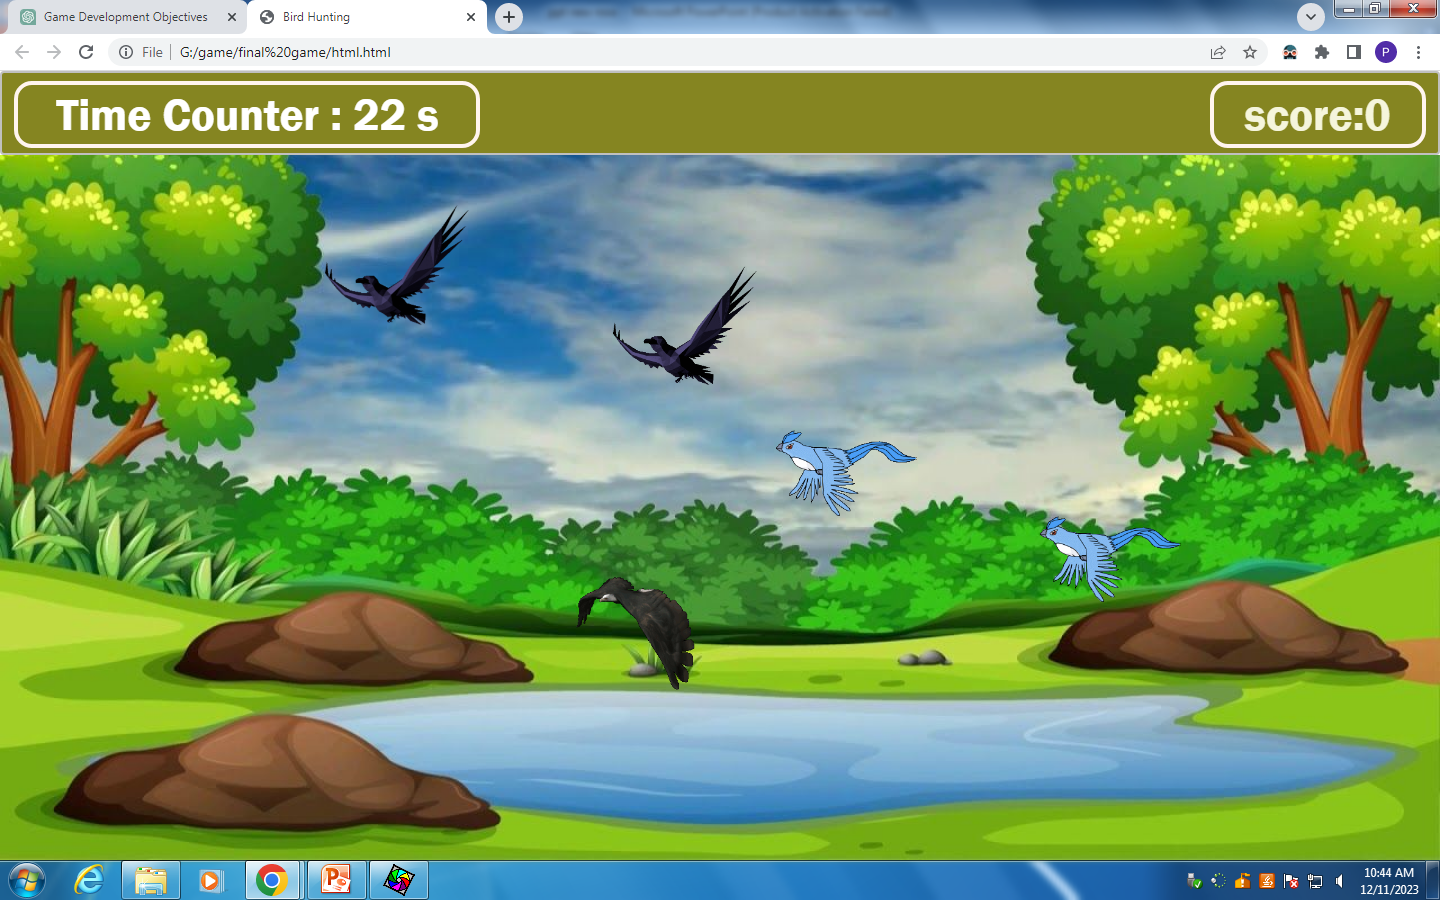 Game Development Objectives
Bird Hunting
File
G:/game/final%20game/html.html
P
Time Counter : 22 s
score:0
10:44 AM
12/11/2023